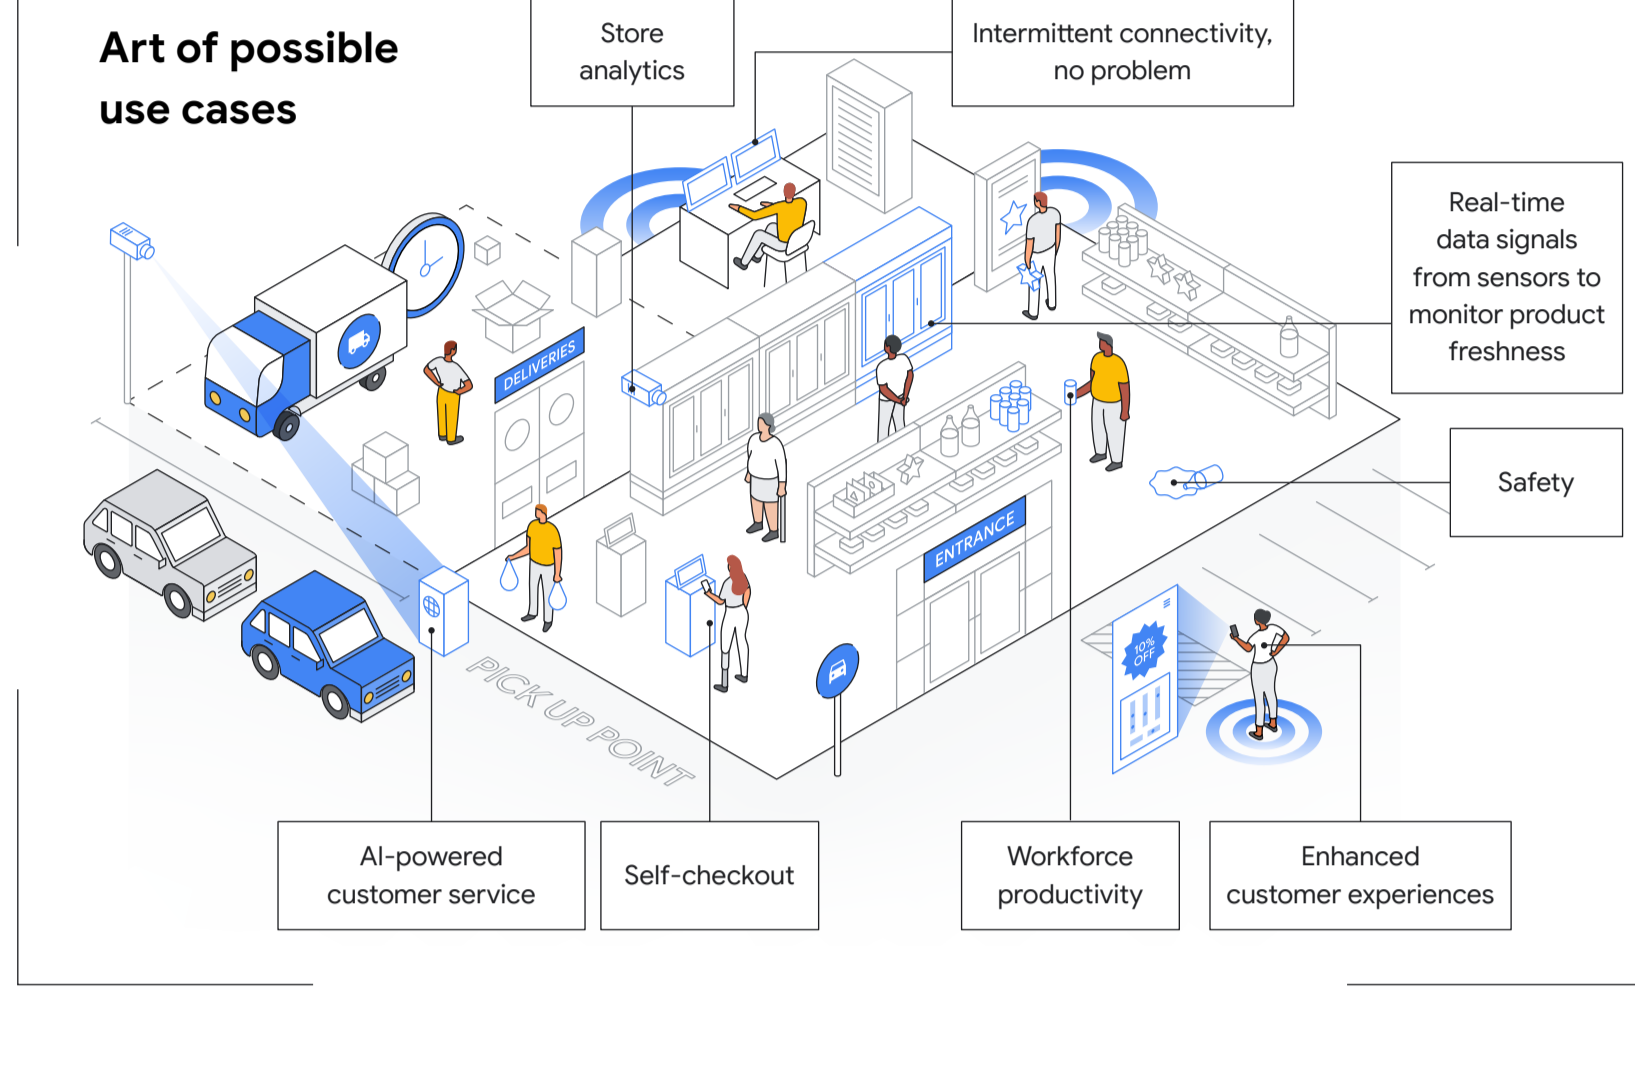 Art of possible
use cases
Store
analytics
Intermittent connectivity,
no problem
Real-time
data signals
from sensors to
monitor product
freshness
DELIVERIES
Safety
ENTRANCE
10%
OFF
PICK UP POINT
AI-powered
customer service
Self-checkout
Workforce
productivity
Enhanced
customer experiences